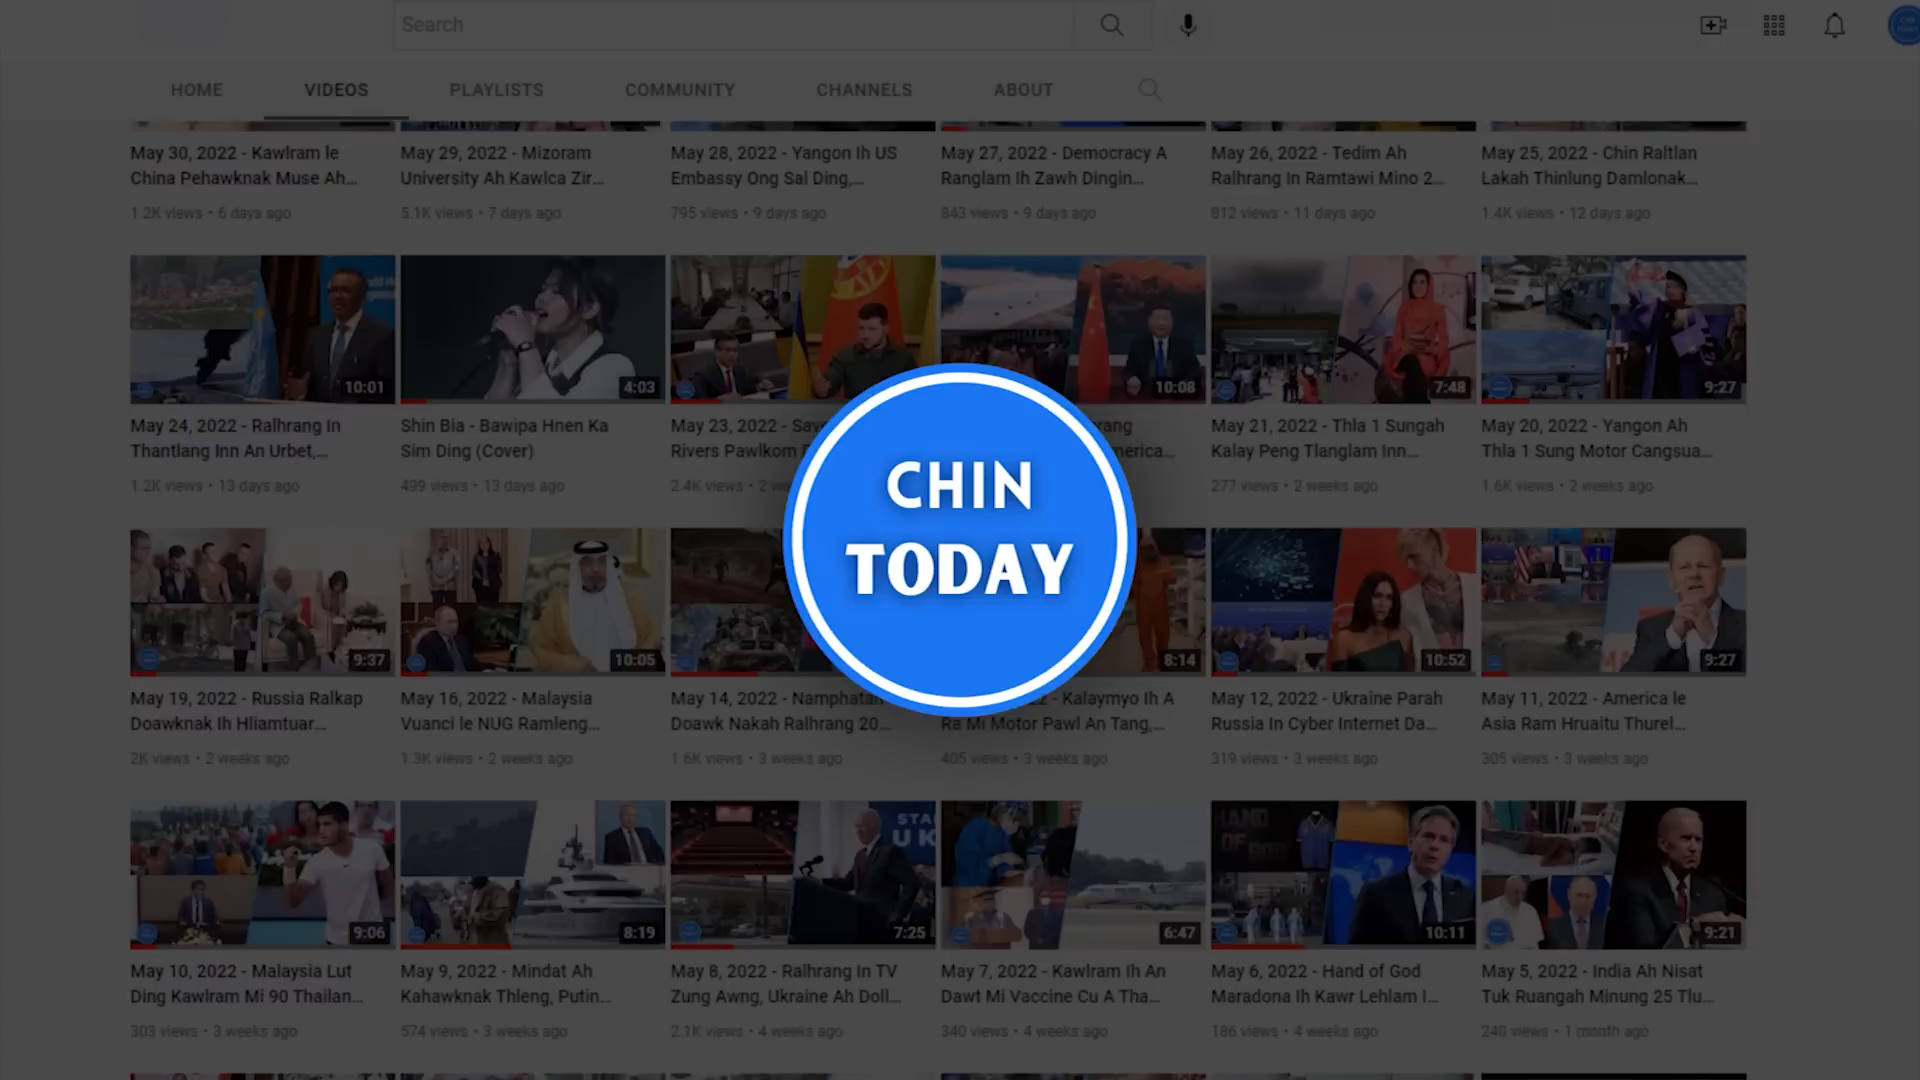 Search
HOME VIDEOS PLAYLISTS COMMUNITY CHANNELS ABOUT
May 30, 2022 - Kawlram le
China Pehawknak Muse Ah...
1.2K views • 6 days ago
May 29, 2022 - Mizoram
University Ah Kawlca Zir...
5.1K views • 7 days ago
May 28, 2022 - Yangon Ih US
Embassy Ong Sal Ding,...
795 views • 9 days ago
May 27, 2022 - Democracy A
Ranglam Ih Zawh Dingin...
843 views • 9 days ago
May 26, 2022 - Tedim Ah
Ralhrang In Ramtawi Mino 2...
812 views • 11 days ago
May 25, 2022 - Chin Raltlan
Lakah Thinlung Damlonak...
1.4K views • 12 days ago
10:01
May 24, 2022 - Ralhrang In
Thantlang Inn An Urbet,...
1.2K views • 13 days ago
4:03
Shin Bia - Bawipa Hnen Ka
Sim Ding (Cover)
499 views • 13 days ago
May 23, 2022 -
Rivers Pawlkom
2.4K views •
10:08
7:48
May 21, 2022 - Thla 1 Sungah
Kalay Peng Tlanglam Inn...
277 views • 2 weeks ago
9:27
May 20, 2022 - Yangon Ah
Thla 1 Sung Motor Cangsua...
1.6K views • 2 weeks ago
CHIN
TODAY
9:37
May 19, 2022 - Russia Ralkap
Doawknak Ih Hliamtuar...
2K views • 2 weeks ago
10:05
May 16, 2022 - Malaysia
Vuanci le NUG Ramleng...
1.3K views • 2 weeks ago
May 14, 2022 - Namphatan
Doawk Nakah Ralhrang 20...
1.6K views • 3 weeks ago
8:14
- Kalaymyo Ih A
Ra Mi Motor Pawl An Tang,...
405 views • 3 weeks ago
10:52
May 12, 2022 - Ukraine Parah
Russia In Cyber Internet Da...
319 views • 3 weeks ago
9:27
May 11, 2022 - America le
Asia Ram Hruaitu Thurel...
305 views • 3 weeks ago
9:06
May 10, 2022 - Malaysia Lut
Ding Kawlram Mi 90 Thailan...
303 views • 3 weeks ago
8:19
May 9, 2022 - Mindat Ah
Kahawknak Thleng, Putin...
574 views • 3 weeks ago
7:25
May 8, 2022 - Ralhrang In TV
Zung Awng, Ukraine Ah Doll...
2.1K views • 4 weeks ago
6:47
May 7, 2022 - Kawlram Ih An
Dawt Mi Vaccine Cu A Tha...
340 views • 4 weeks ago
HAND
OF GOD
10:11
May 6, 2022 - Hand of God
Maradona Ih Kawr Lehlam I...
186 views • 4 weeks ago
9:21
May 5, 2022 - India Ah Nisat
Tuk Ruangah Minung 25 Tlu...
240 views • 1 month ago